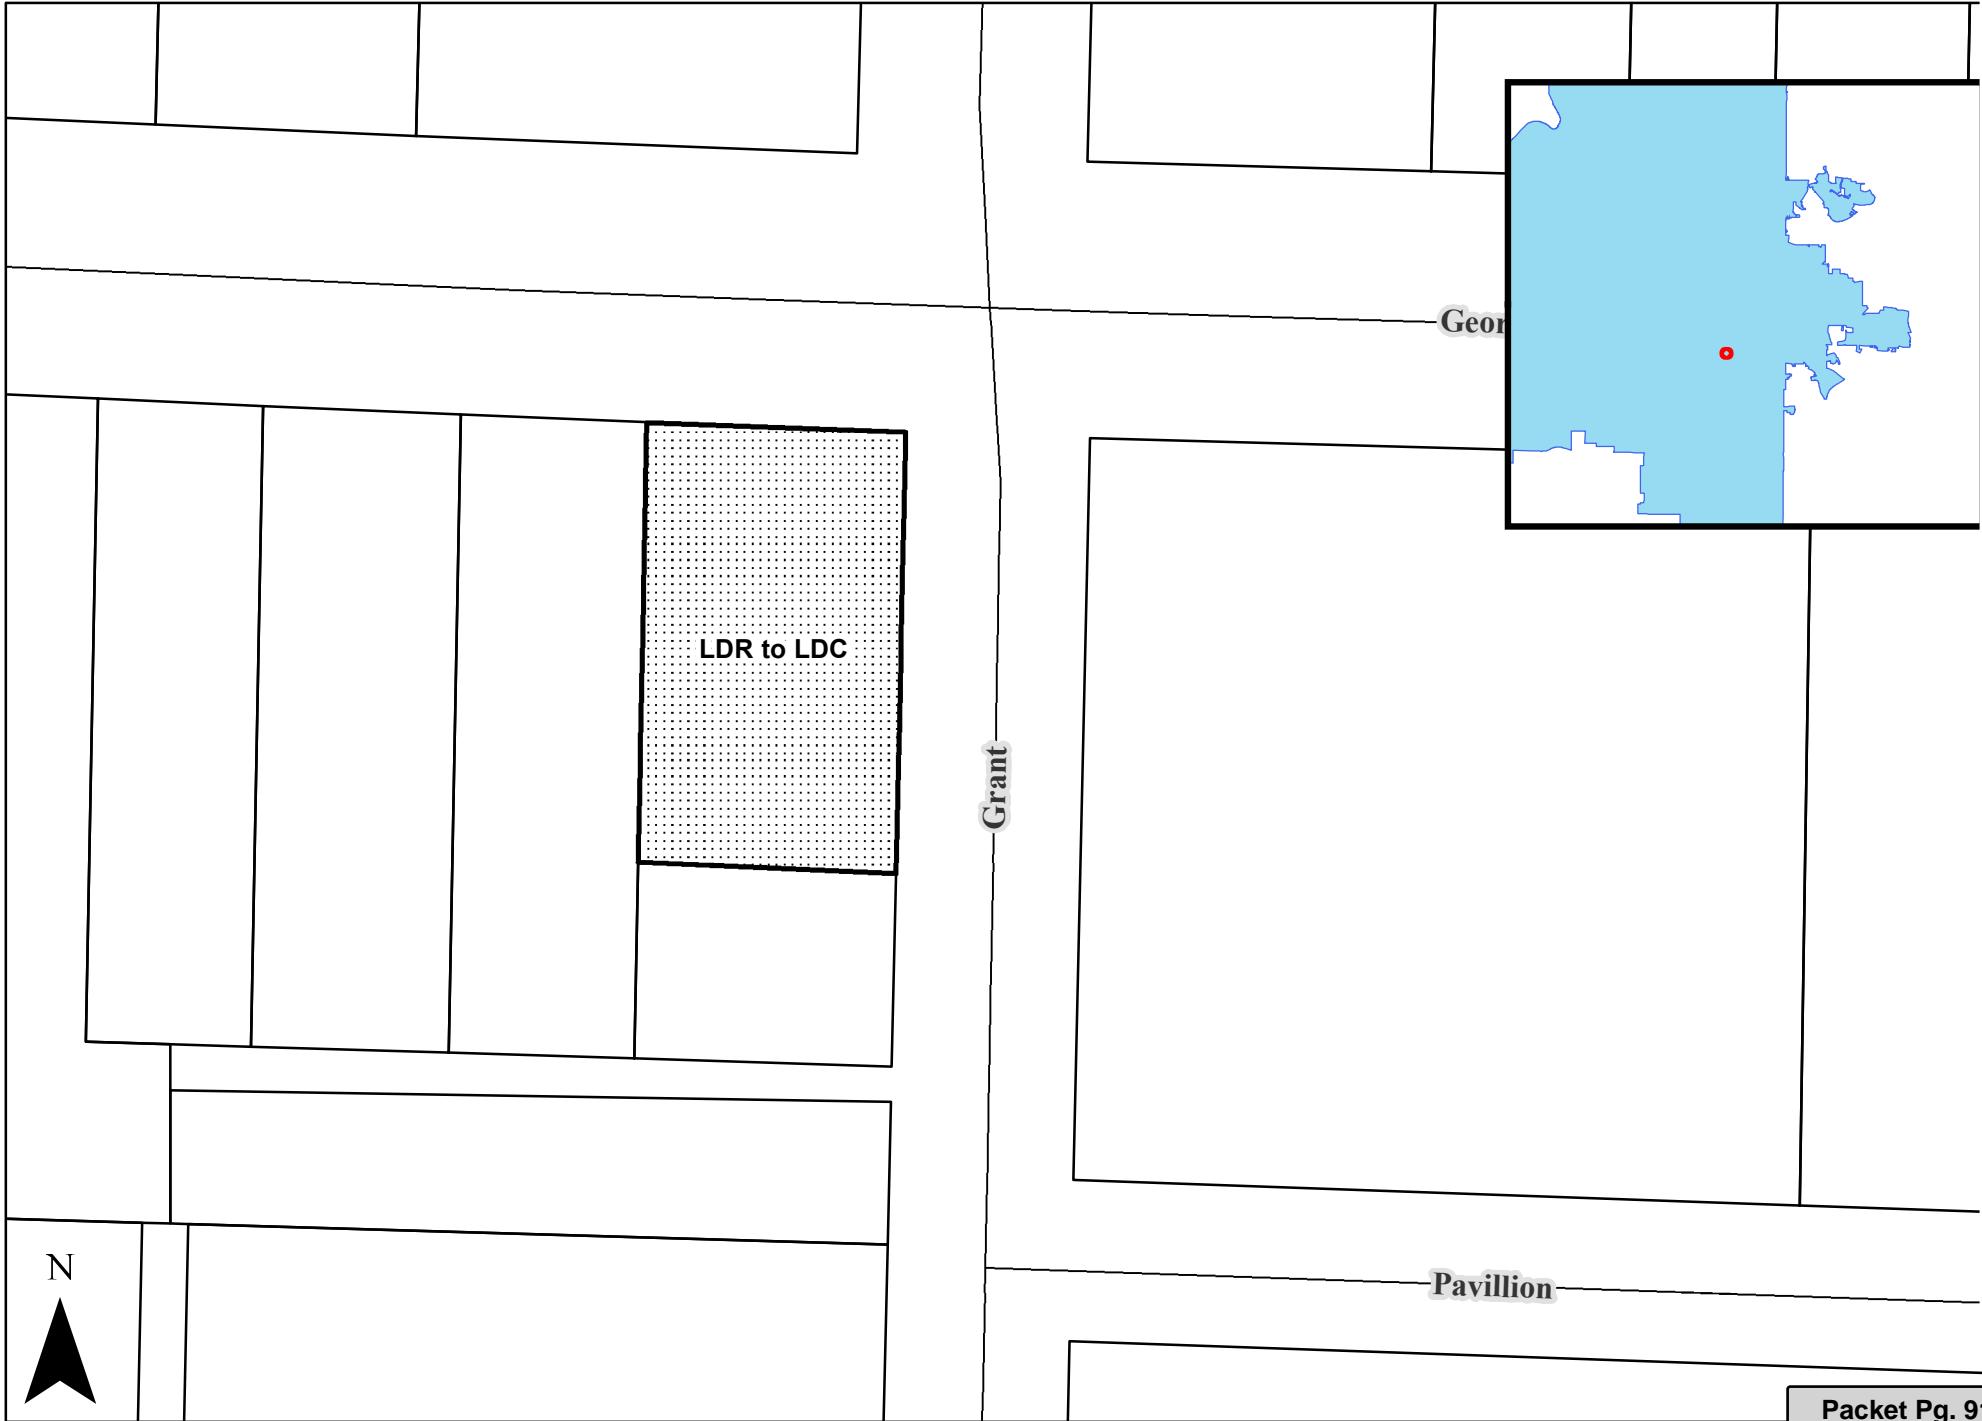 Geor
LDR to LDC
Grant
N
Pavillion
Packet Pg. 9